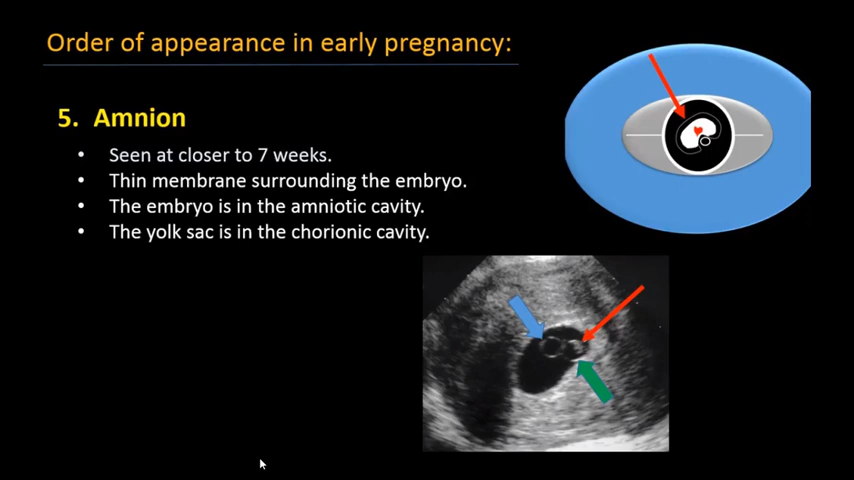 Order of appearance in early pregnancy:
5. Amnion
• Seen at closer to 7 weeks.
• Thin membrane surrounding the embryo.
• The embryo is in the amniotic cavity.
• The yolk sac is in the chorionic cavity.